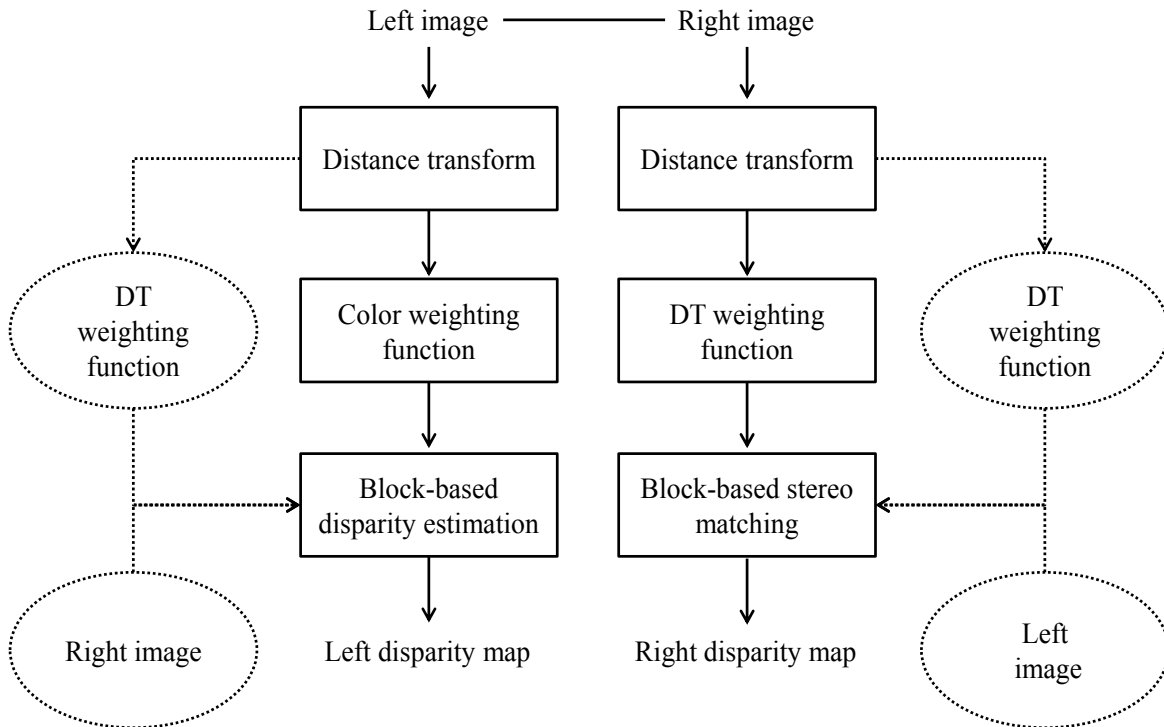 Left image
Right image
Distance transform
Distance transform
DT
weighting
function
Color weighting
function
DT weighting
function
DT
weighting
function
Block-based
disparity estimation
Block-based stereo
matching
Right image
Left disparity map
Right disparity map
Left
image